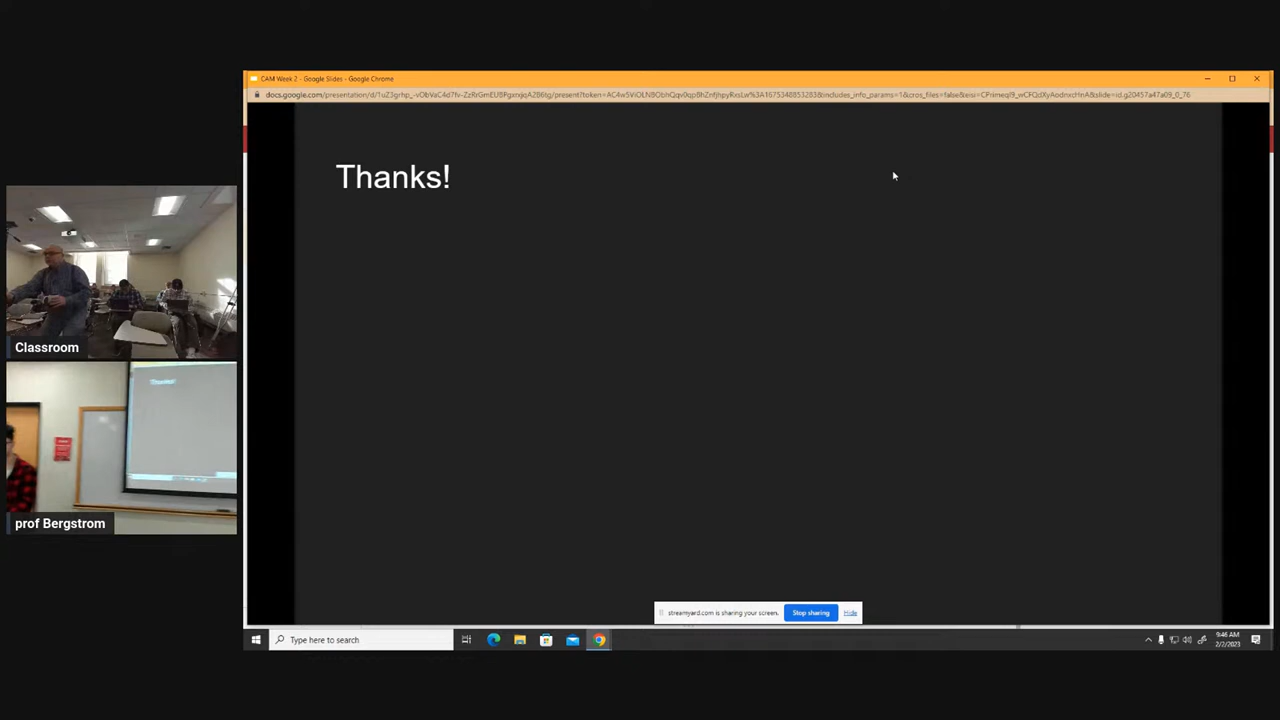 CAM Week 2 - Google Slides - Google Chrome
Thanks!
Classroom
Thanks!
prof Bergstrom
streamyard.com is sharing your screen.
Stop sharing
Hide
Type here to search
9:46 AM
2/2/2023